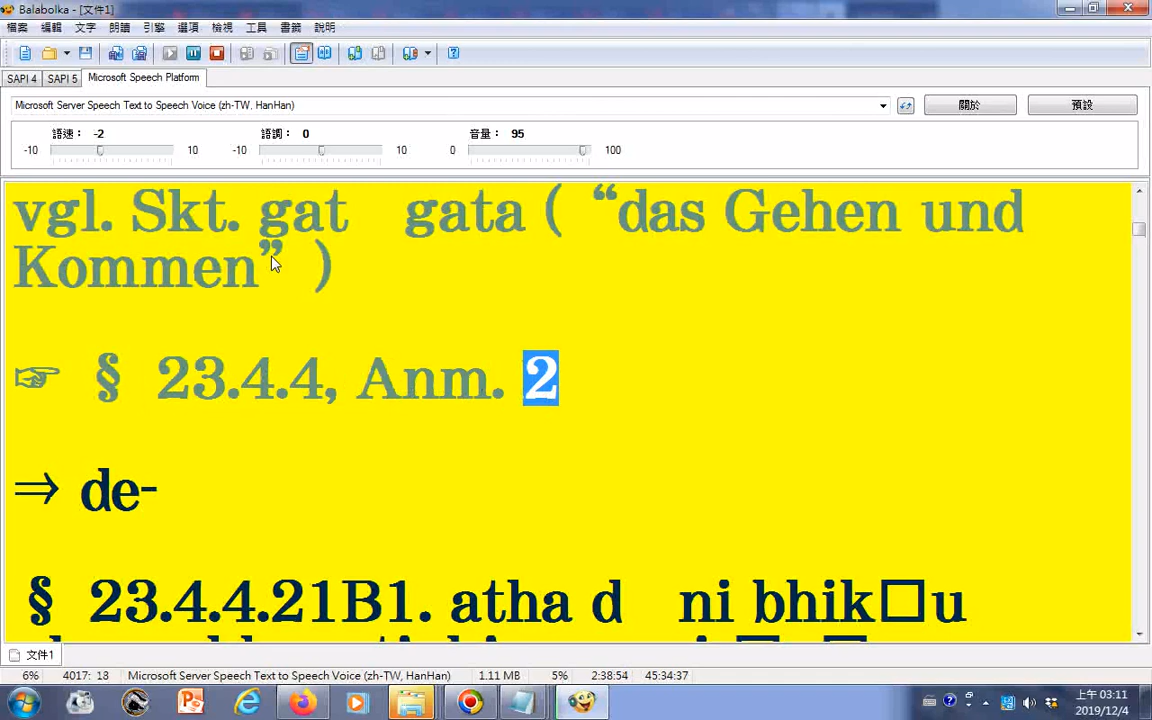 Balabolka - [文件1]
檔案 編輯 文字 朗讀 引擎 選項 檢視 工具 書籤 說明
SAPI 4 SAPI 5 Microsoft Speech Platform
Microsoft Server Speech Text to Speech Voice (zh-TW, HanHan) 關於 預設
語速： -2 語調： 0 音量： 95
-10 10 -10 10 0 100
vgl. Skt. gat gata ( “das Gehen und
Kommen” )
☞ § 23.4.4, Anm. 2
⇒ de-
§ 23.4.4.21B1. atha d ni bhik□u
文件1
6% 4017: 13 Microsoft Server Speech Text to Speech Voice (zh-TW, HanHan) 1.11 MB 5% 2:38:54 45:34:37
上午 03:11
2019/12/4